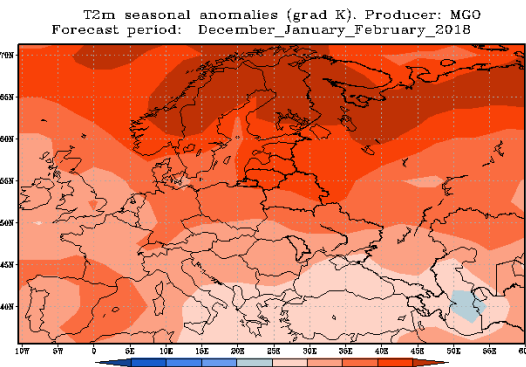 T2m seasonal anomalies (grad K). Producer: MGO
Forecast period: December_January_February_2018
70N
65N
60N
55N
50N
45N
40N
10W 5W 0 5E 10E 15E 20E 25E 30E 35E 40E 45E 50E 55E 60